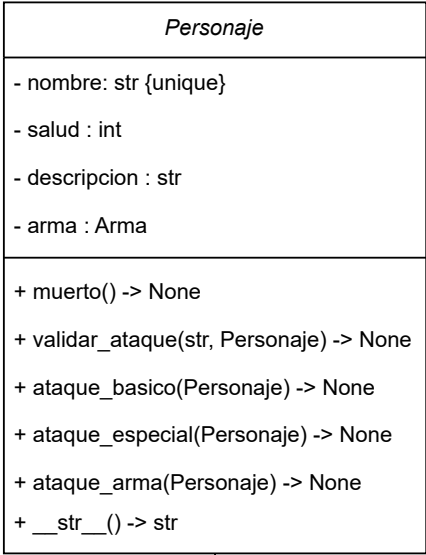 Personaje
- nombre: str {unique}
- salud : int
- descripcion : str
- arma : Arma
+ muerto() -> None
+ validar_ataque(str, Personaje) -> None
+ ataque_basico(Personaje) -> None
+ ataque_especial(Personaje) -> None
+ ataque_arma(Personaje) -> None
+ __str__() -> str